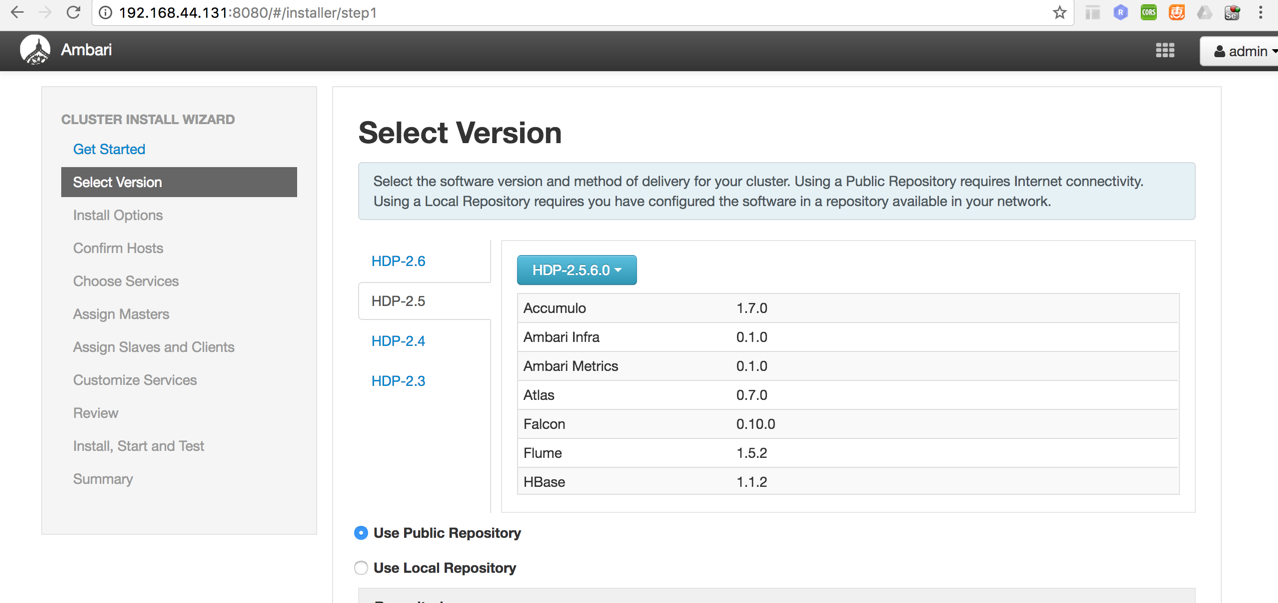 192.168.44.131:8080/#/installer/step1
Ambari
admin
CLUSTER INSTALL WIZARD
Get Started
Select Version
Install Options
Confirm Hosts
Choose Services
Assign Masters
Assign Slaves and Clients
Customize Services
Review
Install, Start and Test
Summary
Select Version
Select the software version and method of delivery for your cluster. Using a Public Repository requires Internet connectivity.
Using a Local Repository requires you have configured the software in a repository available in your network.
HDP-2.6
HDP-2.5
HDP-2.4
HDP-2.3
HDP-2.5.6.0
Accumulo 1.7.0
Ambari Infra 0.1.0
Ambari Metrics 0.1.0
Atlas 0.7.0
Falcon 0.10.0
Flume 1.5.2
HBase 1.1.2
Use Public Repository
Use Local Repository